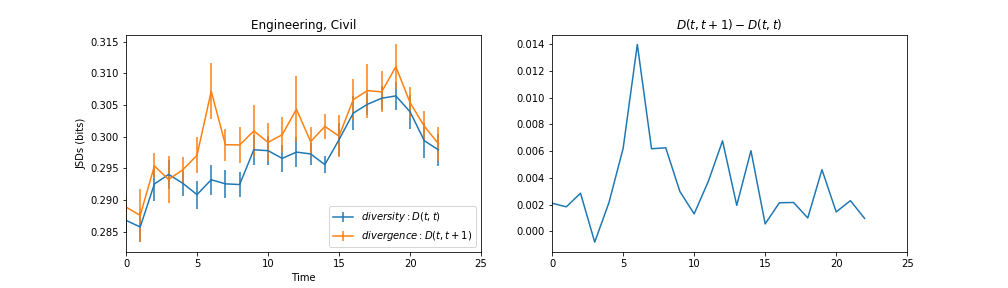 Engineering, Civil
JSDs (bits)
0.315
0.310
0.305
0.300
0.295
0.290
0.285
0 5 10 15 20 25
Time
diversity: D(t, t)
divergence: D(t, t+1)
D(t, t+1) − D(t, t)
0.014
0.012
0.010
0.008
0.006
0.004
0.002
0.000
0 5 10 15 20 25